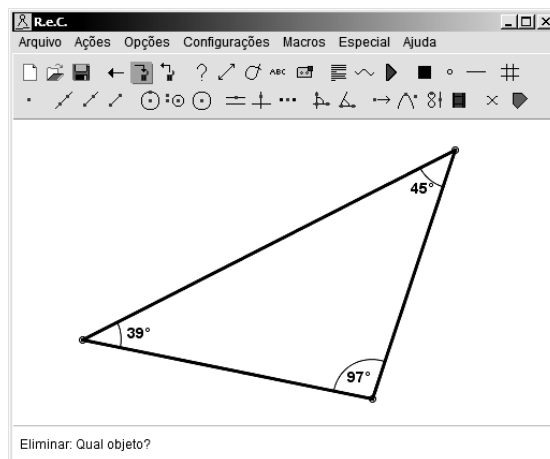 R.e.C.
Arquivo Ações Opções Configurações Macros Especial Ajuda
? ABC
45°
39°
97°
Eliminar: Qual objeto?